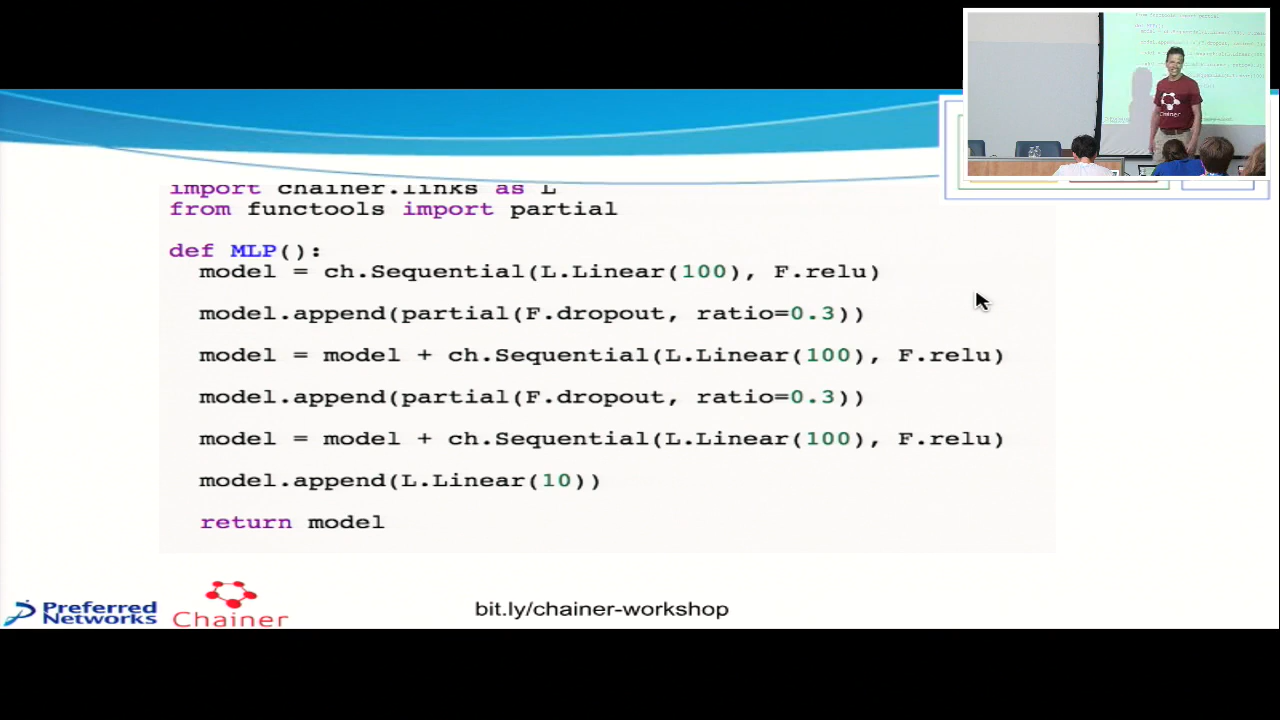 import chainer.links as L
from functools import partial
def MLP():
model = ch.Sequential(L.Linear(100), F.relu)
model.append(partial(F.dropout, ratio=0.3))
model = model + ch.Sequential(L.Linear(100), F.relu)
model.append(partial(F.dropout, ratio=0.3))
model = model + ch.Sequential(L.Linear(100), F.relu)
model.append(L.Linear(10))
return model
Preferred
Networks
Chainer
bit.ly/chainer-workshop
Chainer